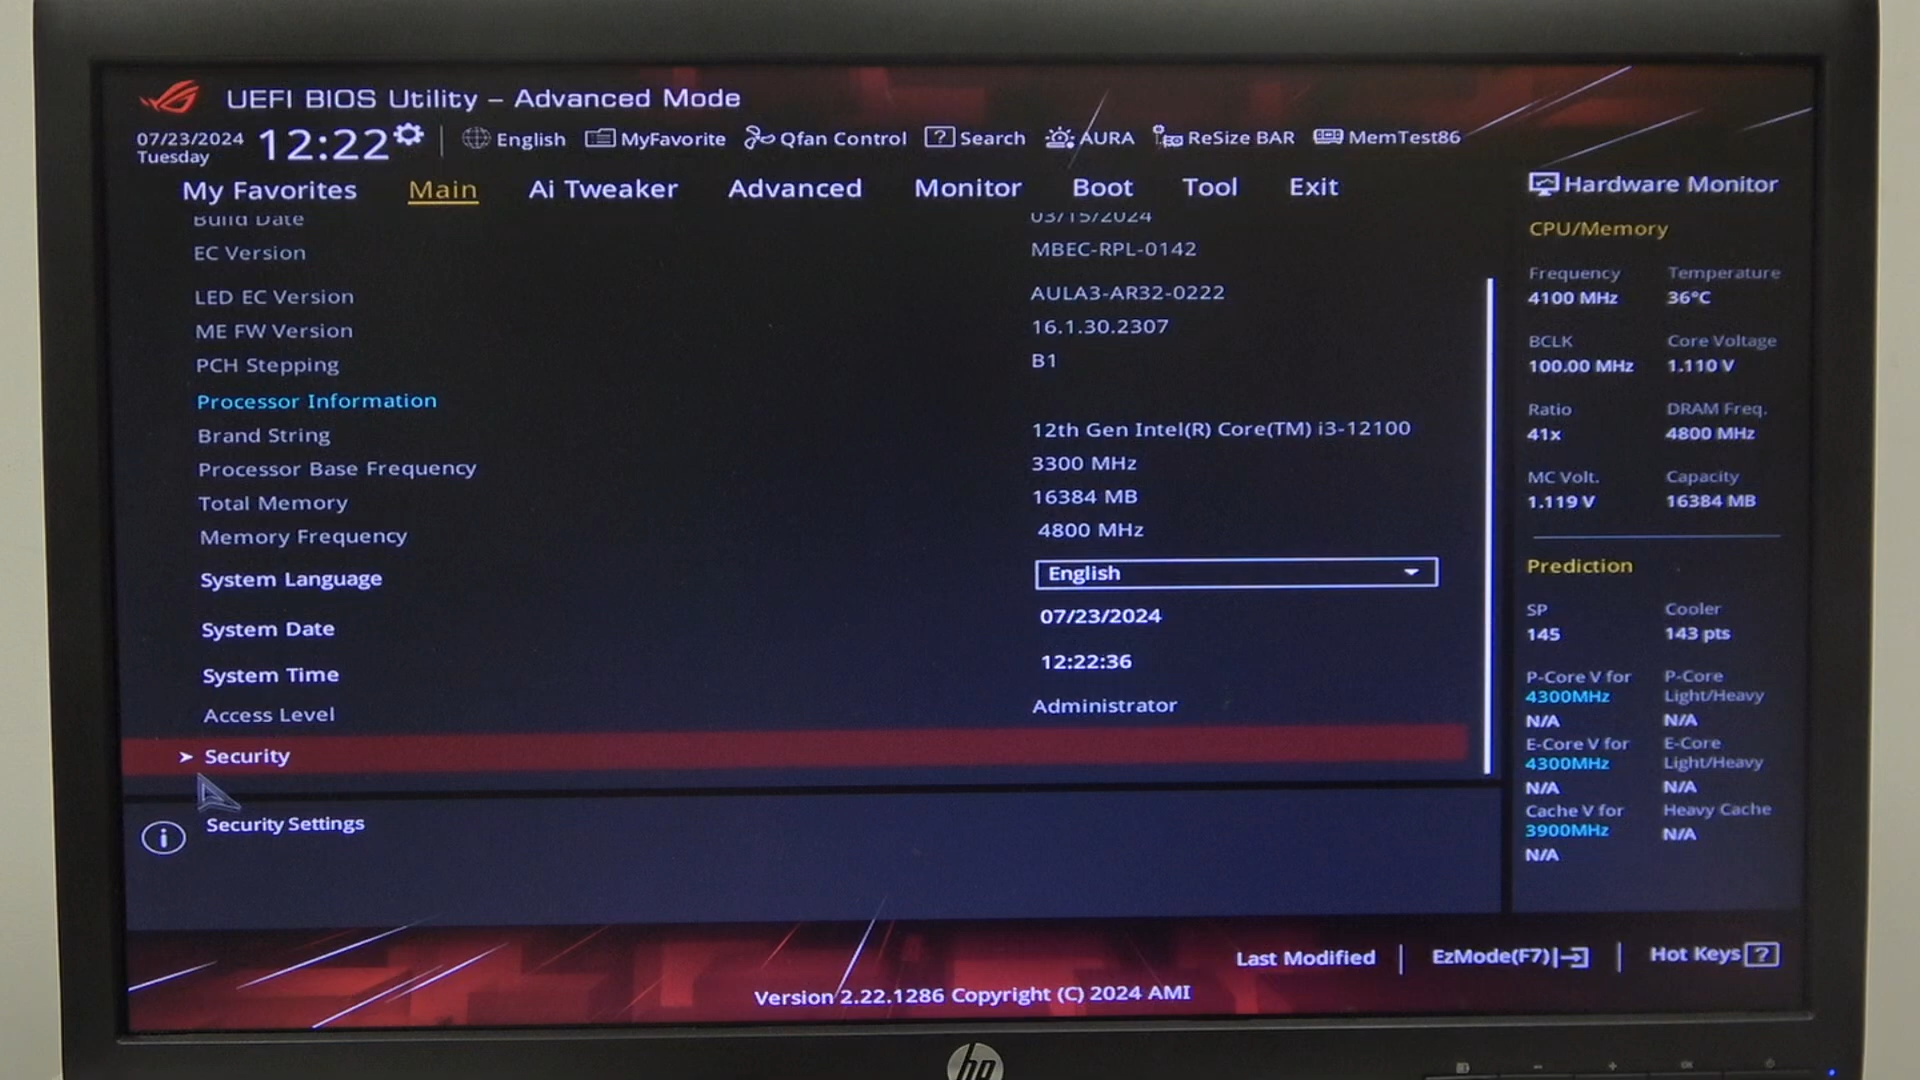 UEFI BIOS Utility – Advanced Mode
07/23/2024
Tuesday
12:22
English
MyFavorite
Qfan Control
? Search
AURA
ReSize BAR
MemTest86
My Favorites
Main
Ai Tweaker
Advanced
Monitor
Boot
Tool
Exit
Build Date 03/15/2024
EC Version MBEC-RPL-0142
LED EC Version AULA3-AR32-0222
ME FW Version 16.1.30.2307
PCH Stepping B1
Processor Information
Brand String 12th Gen Intel(R) Core(TM) i3-12100
Processor Base Frequency 3300 MHz
Total Memory 16384 MB
Memory Frequency 4800 MHz
System Language English
System Date 07/23/2024
System Time 12:22:36
Access Level Administrator
Security
i Security Settings
Hardware Monitor
CPU/Memory
Frequency Temperature
4100 MHz 36°C
BCLK Core Voltage
100.00 MHz 1.110 V
Ratio DRAM Freq.
41x 4800 MHz
MC Volt. Capacity
1.119 V 16384 MB
Prediction
SP Cooler
145 143 pts
P-Core V for P-Core
4300MHz Light/Heavy
N/A N/A
E-Core V for E-Core
4300MHz Light/Heavy
N/A N/A
Cache V for Heavy Cache
3900MHz N/A
N/A
Last Modified
EzMode(F7)
Hot Keys ?
Version 2.22.1286 Copyright (C) 2024 AMI
hp